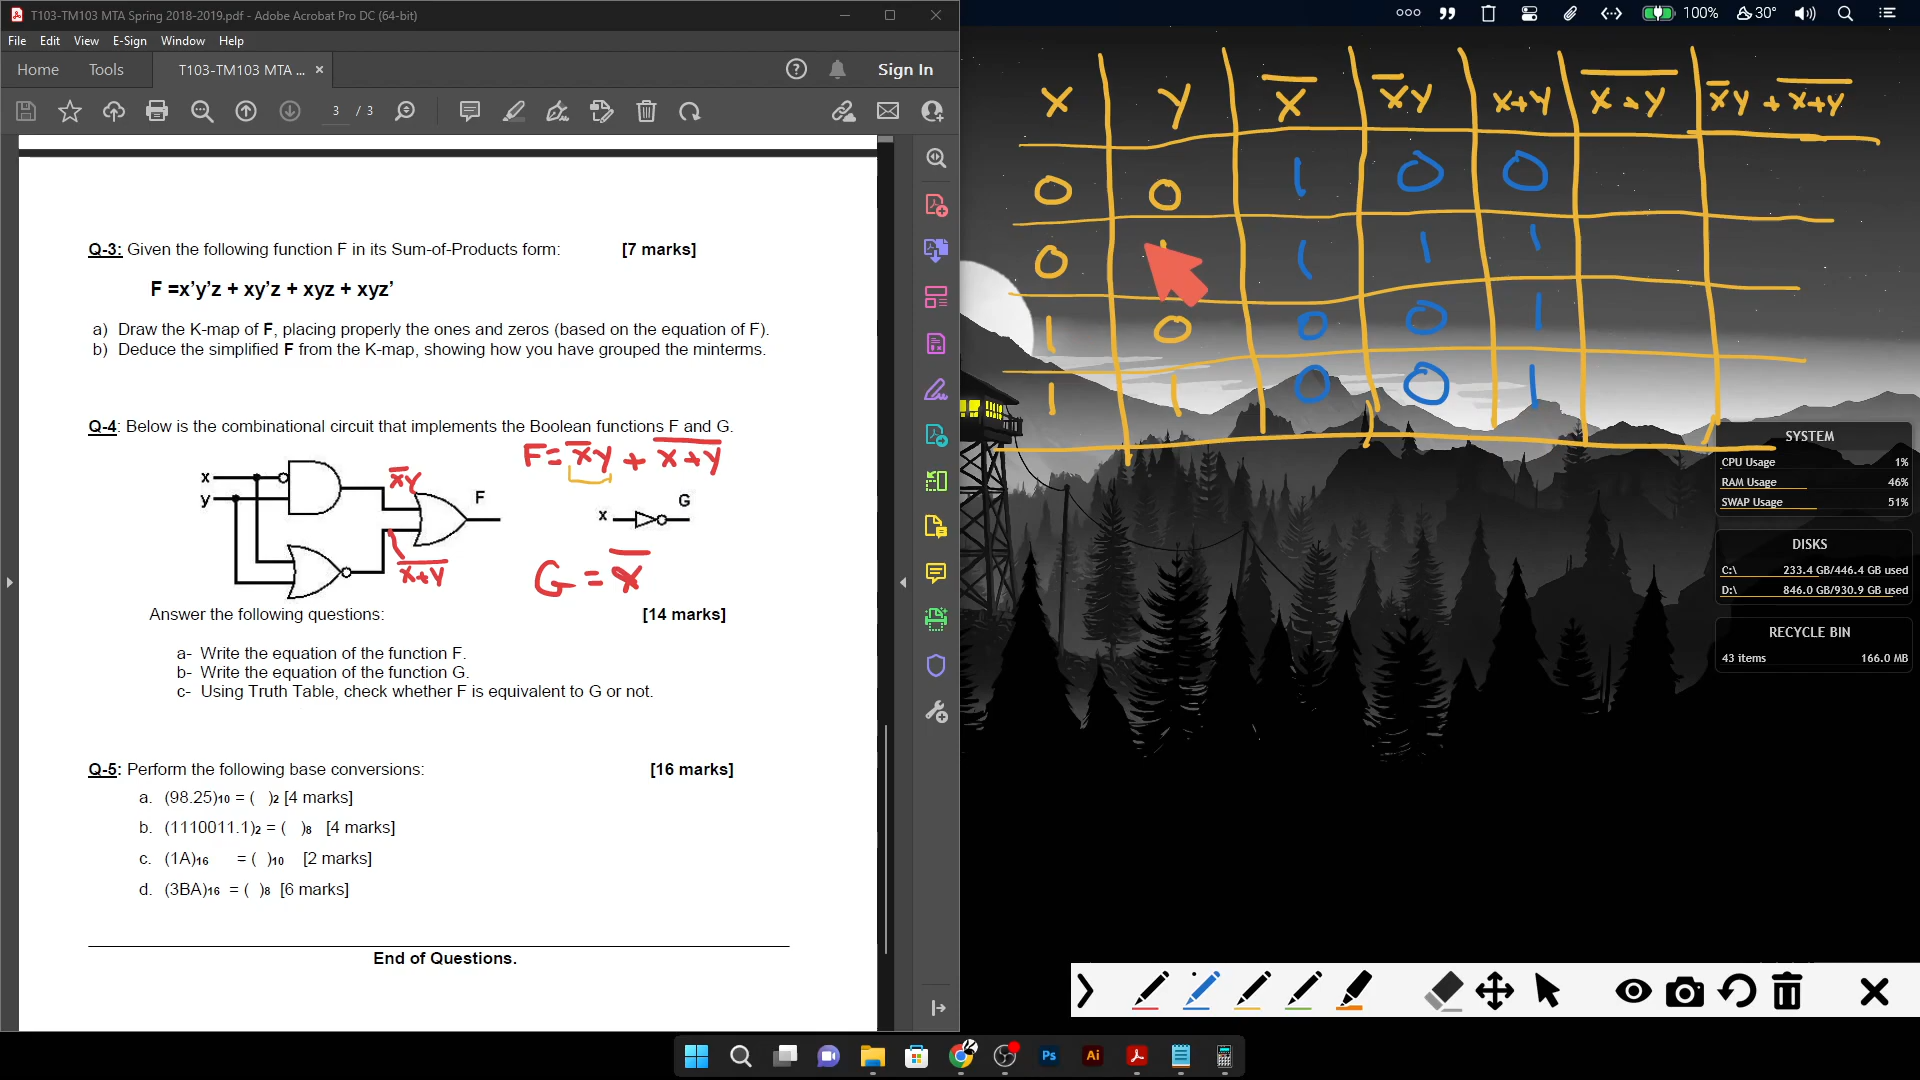 T103-TM103 MTA Spring 2018-2019.pdf - Adobe Acrobat Pro DC (64-bit)
File Edit View E-Sign Window Help
Home Tools T103-TM103 MTA ... × Sign In
3 / 3
Q-3: Given the following function F in its Sum-of-Products form: [7 marks]
F =x’y’z + xy’z + xyz + xyz’
a) Draw the K-map of F, placing properly the ones and zeros (based on the equation of F).
b) Deduce the simplified F from the K-map, showing how you have grouped the minterms.
Q-4: Below is the combinational circuit that implements the Boolean functions F and G.
F= x̅y + x̅+̅y̅
x
y
x̅y
F
x
G
x̅+̅y̅
G = x̅
Answer the following questions: [14 marks]
a- Write the equation of the function F.
b- Write the equation of the function G.
c- Using Truth Table, check whether F is equivalent to G or not.
Q-5: Perform the following base conversions: [16 marks]
a. (98.25)₁₀ = ( )₂ [4 marks]
b. (1110011.1)₂ = ( )₈ [4 marks]
c. (1A)₁₆ = ( )₁₀ [2 marks]
d. (3BA)₁₆ = ( )₈ [6 marks]
End of Questions.
100% 30°
x y x̅ x̅y x+y x̅+̅y̅ x̅y + x̅+̅y̅
0 0 1 0 0
0 1 1 1 1
1 0 0 0 1
1 1 0 0 1
SYSTEM
CPU Usage 1%
RAM Usage 46%
SWAP Usage 51%
DISKS
C:\ 233.4 GB/446.4 GB used
D:\ 846.0 GB/930.9 GB used
RECYCLE BIN
43 items 166.0 MB
Ps Ai